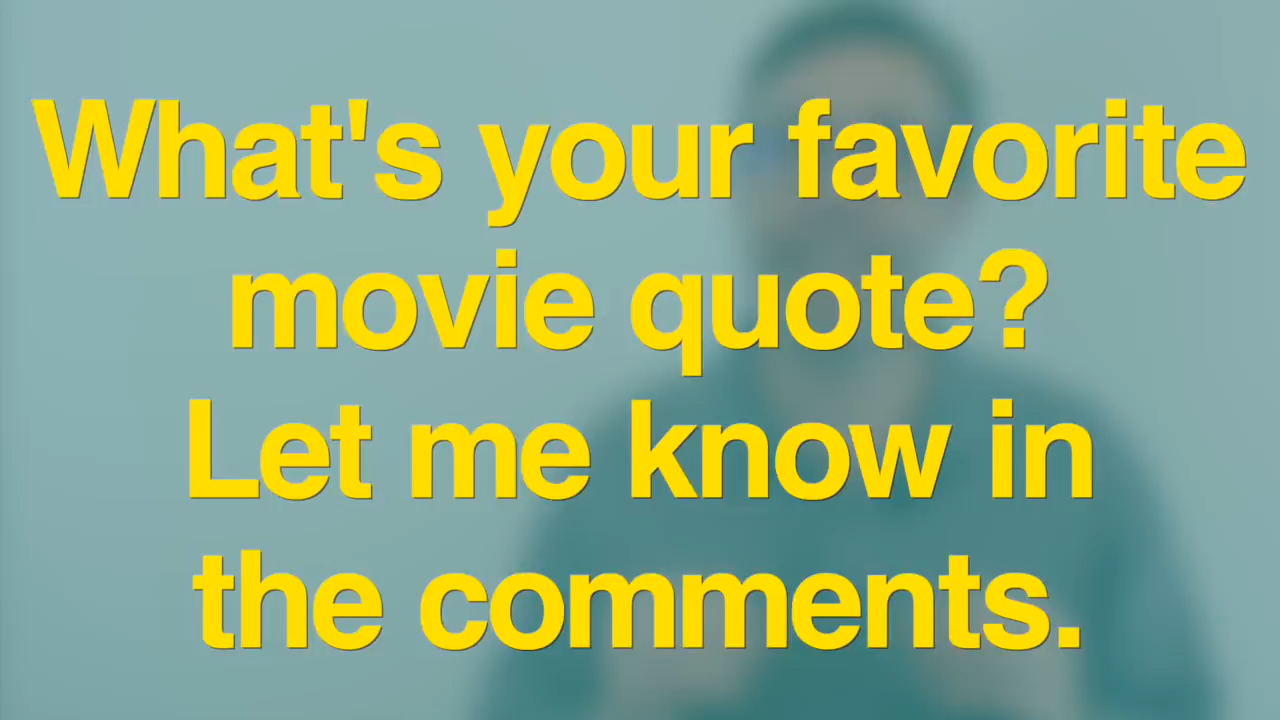 What's your favorite
movie quote?
Let me know in
the comments.